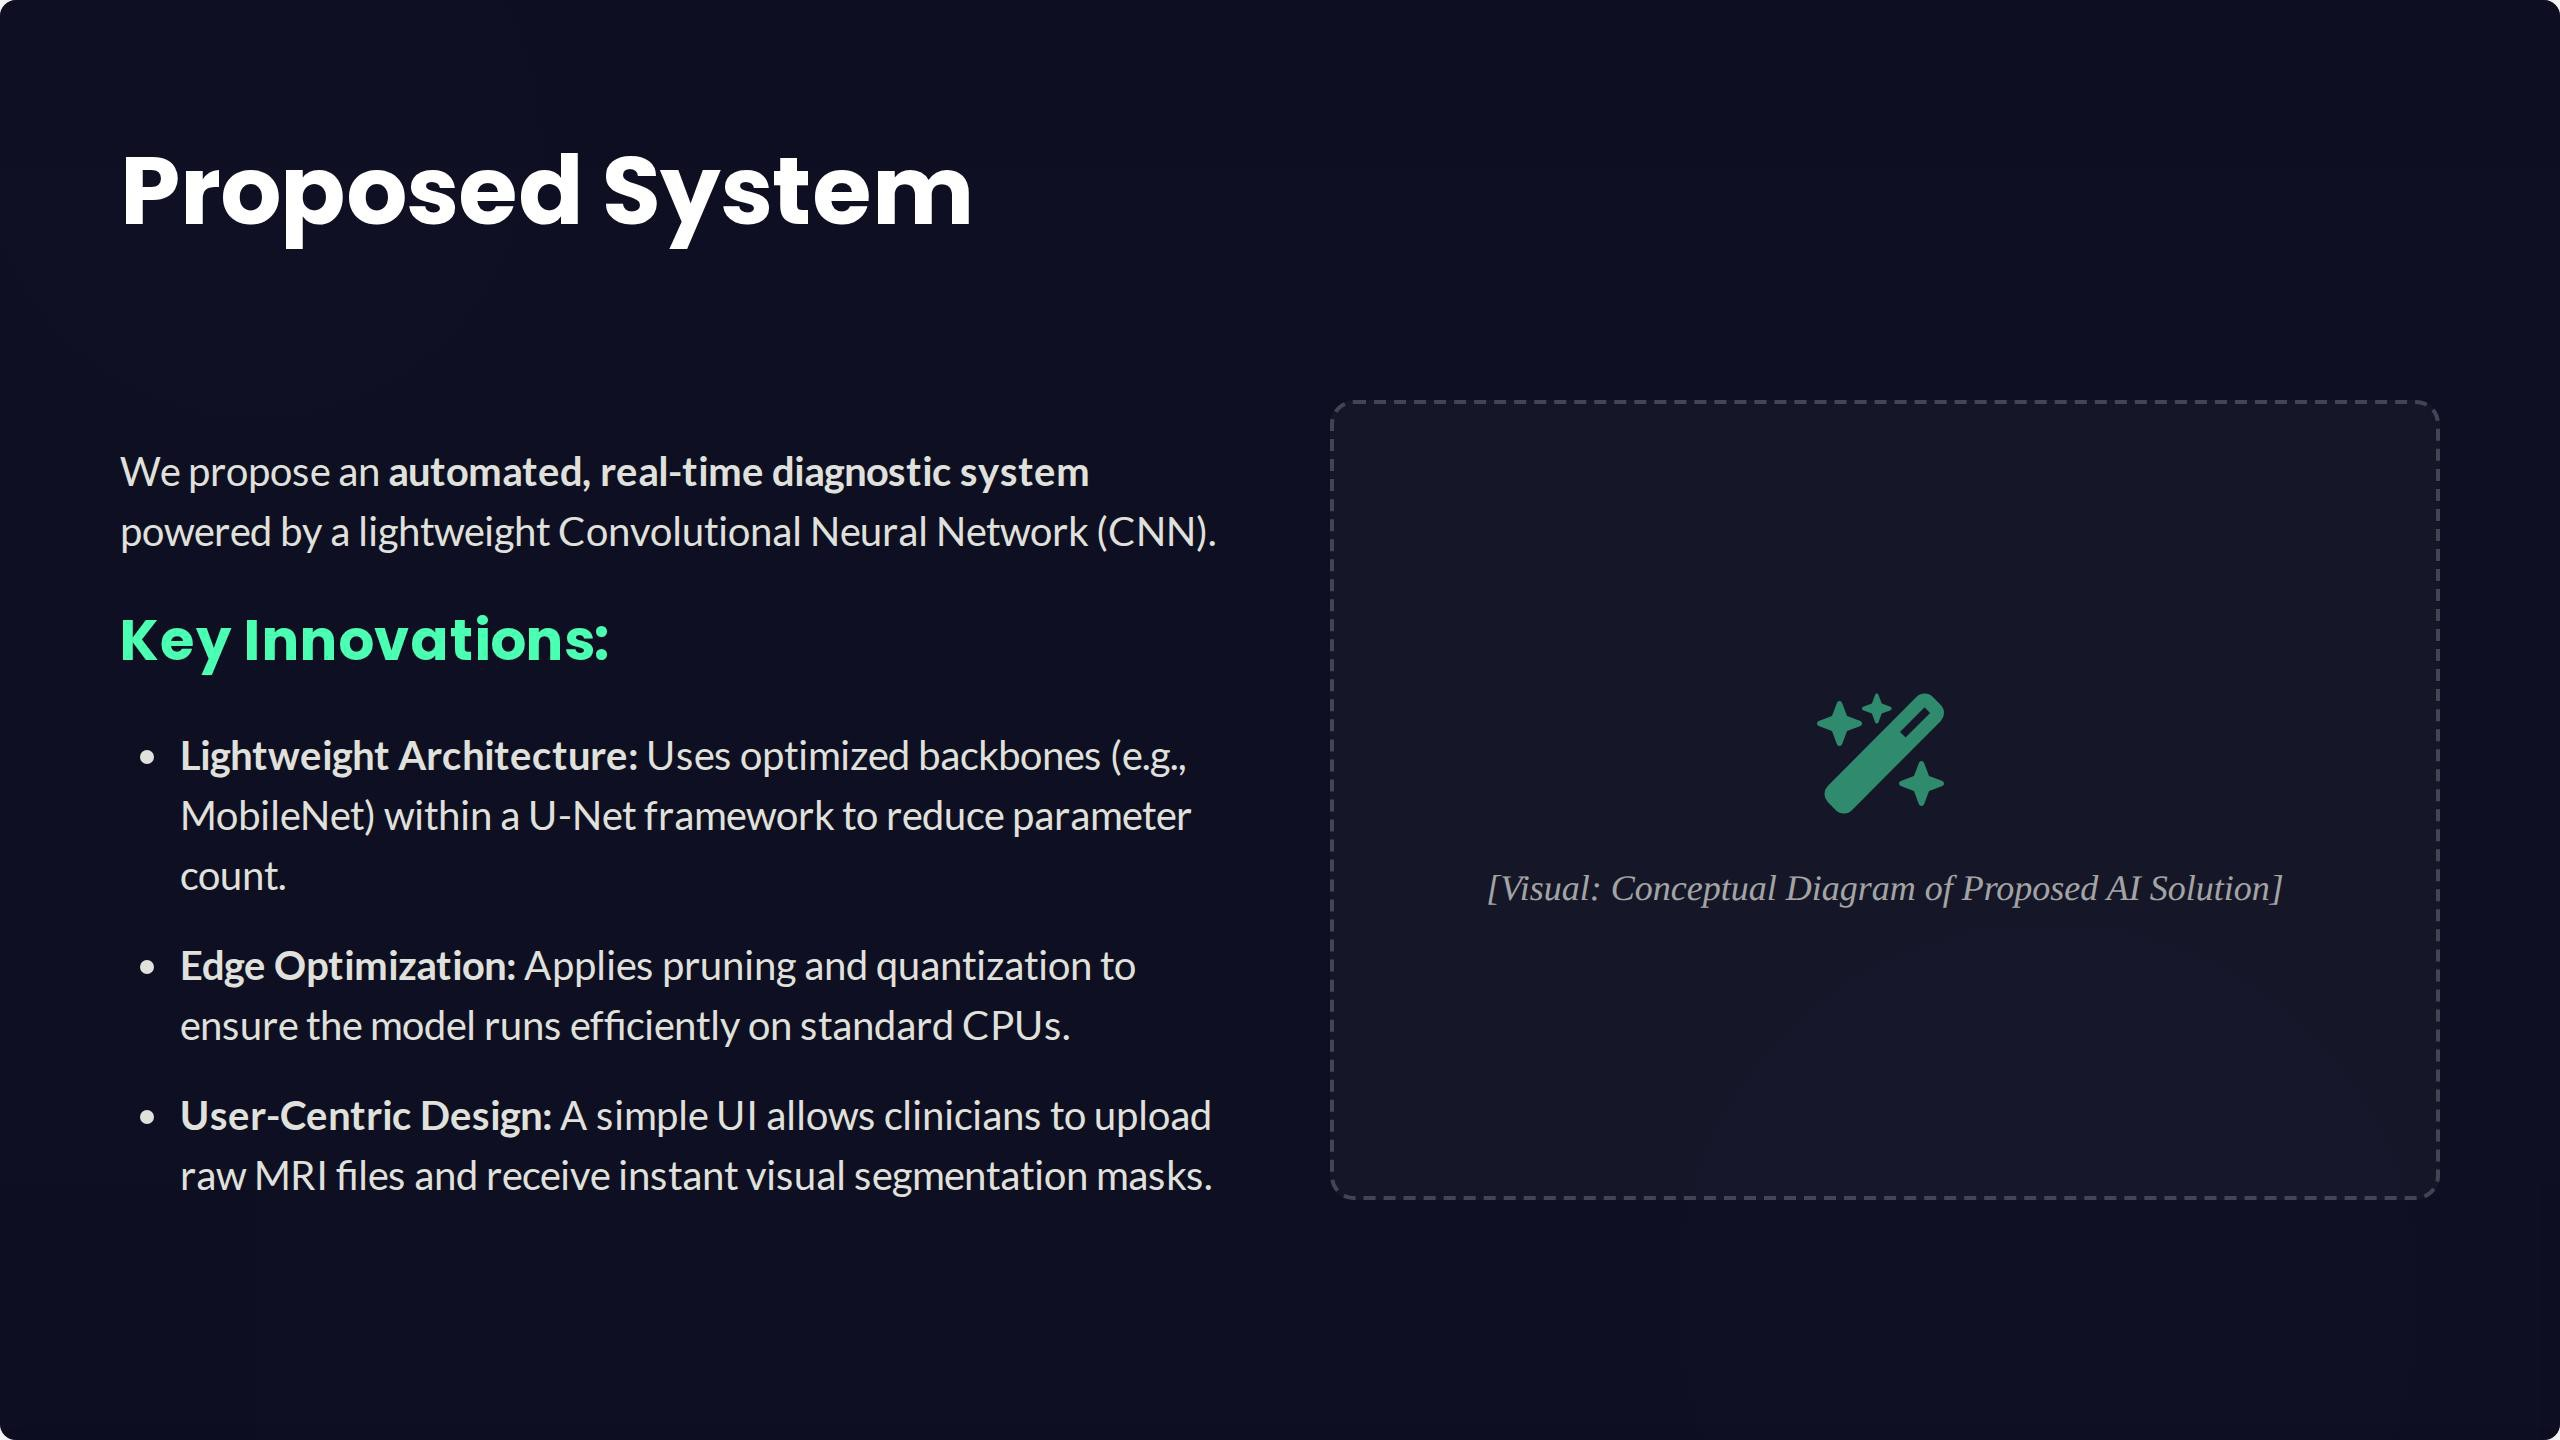 Proposed System
We propose an automated, real-time diagnostic system
powered by a lightweight Convolutional Neural Network (CNN).
Key Innovations:
• Lightweight Architecture: Uses optimized backbones (e.g.,
MobileNet) within a U-Net framework to reduce parameter
count.
• Edge Optimization: Applies pruning and quantization to
ensure the model runs efficiently on standard CPUs.
• User-Centric Design: A simple UI allows clinicians to upload
raw MRI files and receive instant visual segmentation masks.
[Visual: Conceptual Diagram of Proposed AI Solution]